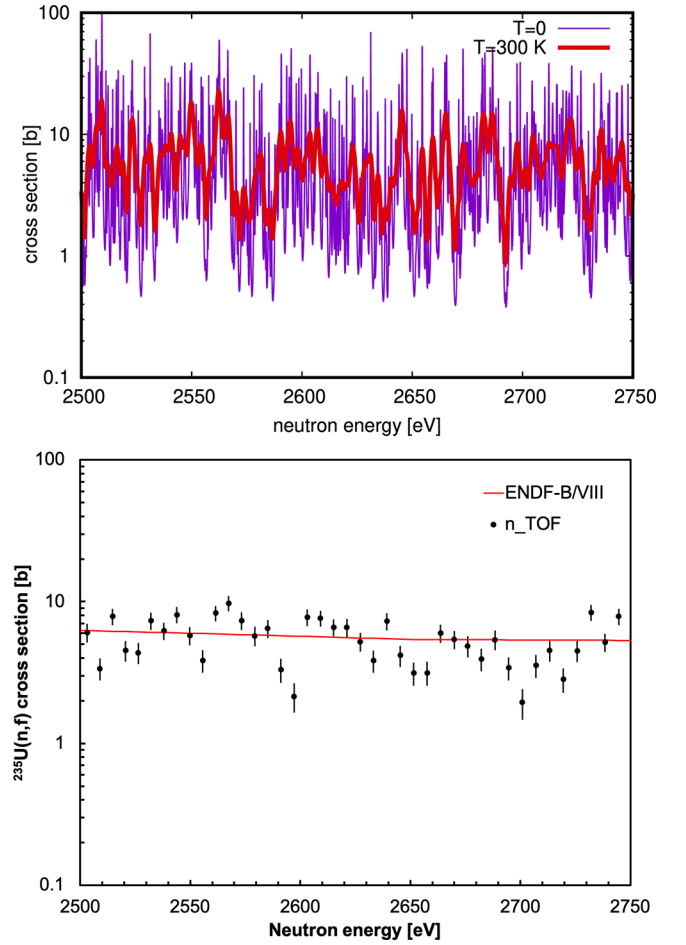 100
10
1
0.1
cross section [b]
T=0
T=300 K
2500 2550 2600 2650 2700 2750
neutron energy [eV]
100
10
1
0.1
²³⁵U(n,f) cross section [b]
ENDF-B/VIII
n_TOF
2500 2550 2600 2650 2700 2750
Neutron energy [eV]